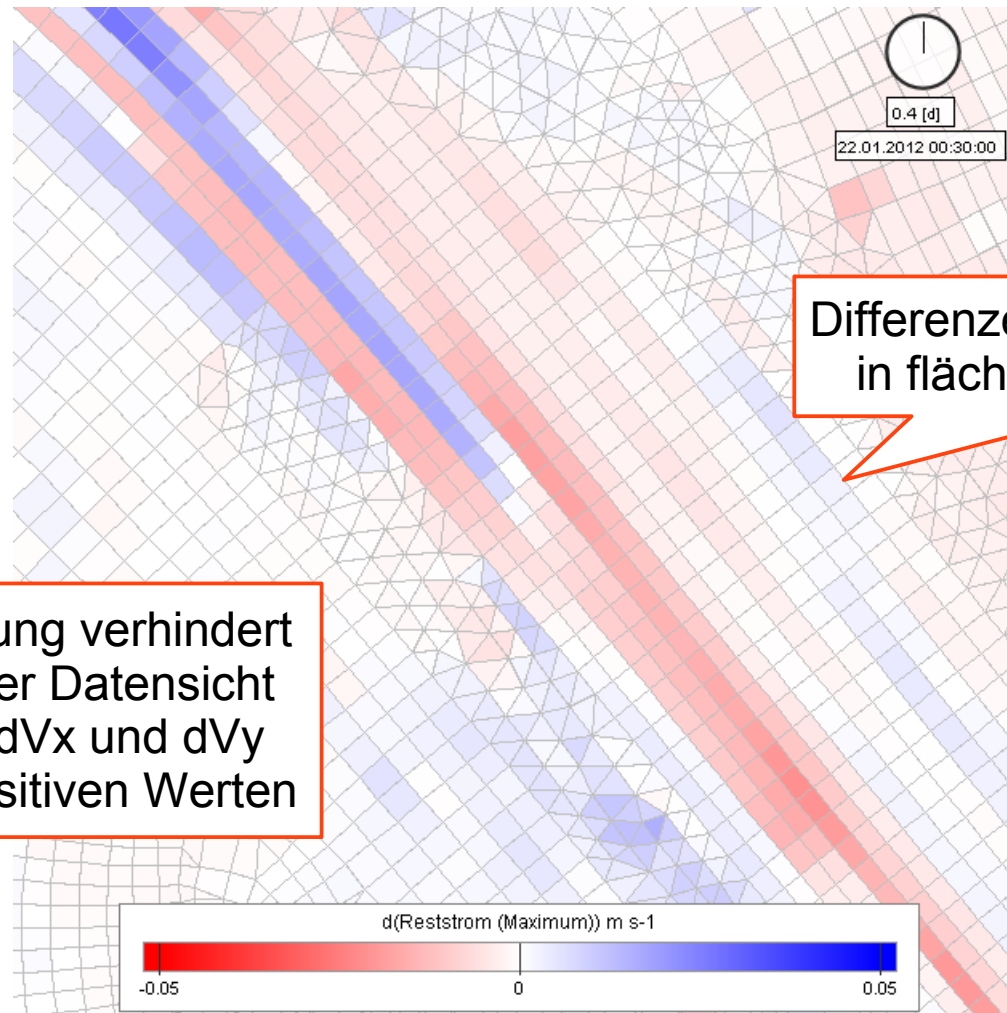 0.4 [d]
22.01.2012 00:30:00
Differenze
in fläch
ung verhindert
er Datensicht
dVx und dVy
sitiven Werten
d(Reststrom (Maximum)) m s-1
-0.05 0 0.05